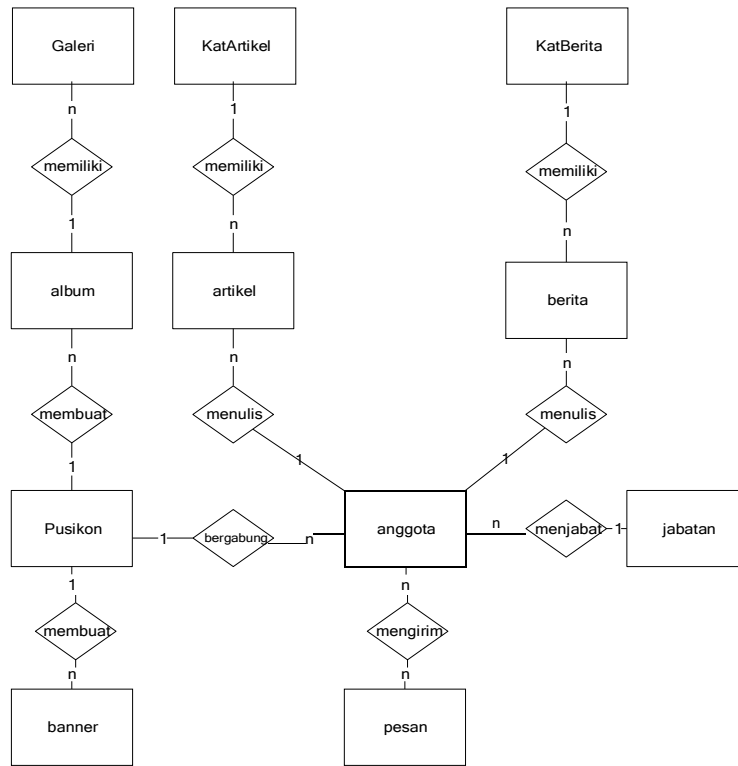 Galeri
KatArtikel
KatBerita
n
1
1
memiliki
memiliki
memiliki
1
n
n
album
artikel
berita
n
n
n
membuat
menulis
menulis
1
1
1
Pusikon
1
bergabung
n
anggota
n
menjabat
1
jabatan
1
n
membuat
mengirim
n
n
banner
pesan